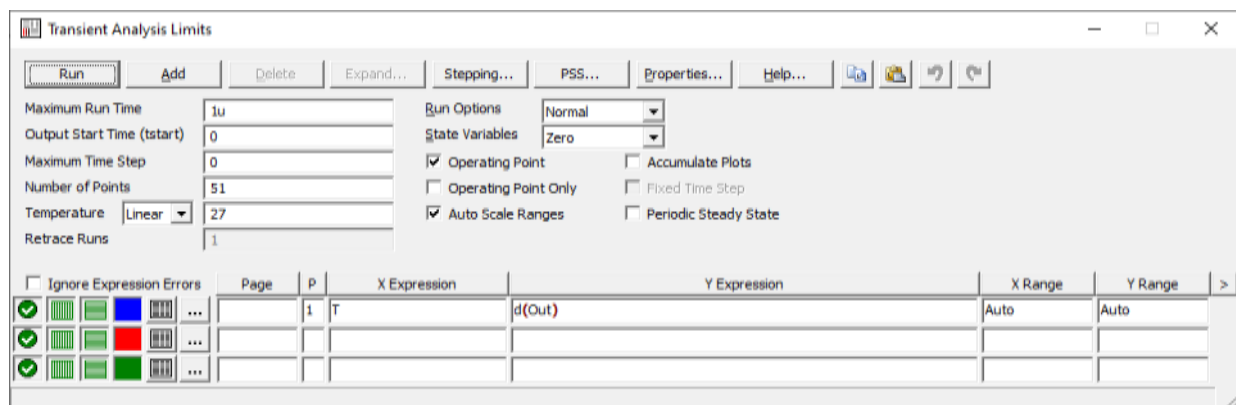 Transient Analysis Limits
Run Add Delete Expand... Stepping... PSS... Properties... Help...
Maximum Run Time 1u Run Options Normal
Output Start Time (tstart) 0 State Variables Zero
Maximum Time Step 0 Operating Point Accumulate Plots
Number of Points 51 Operating Point Only Fixed Time Step
Temperature Linear 27 Auto Scale Ranges Periodic Steady State
Retrace Runs 1
Ignore Expression Errors Page P X Expression Y Expression X Range Y Range >
... 1 T d(Out) Auto Auto
...
...